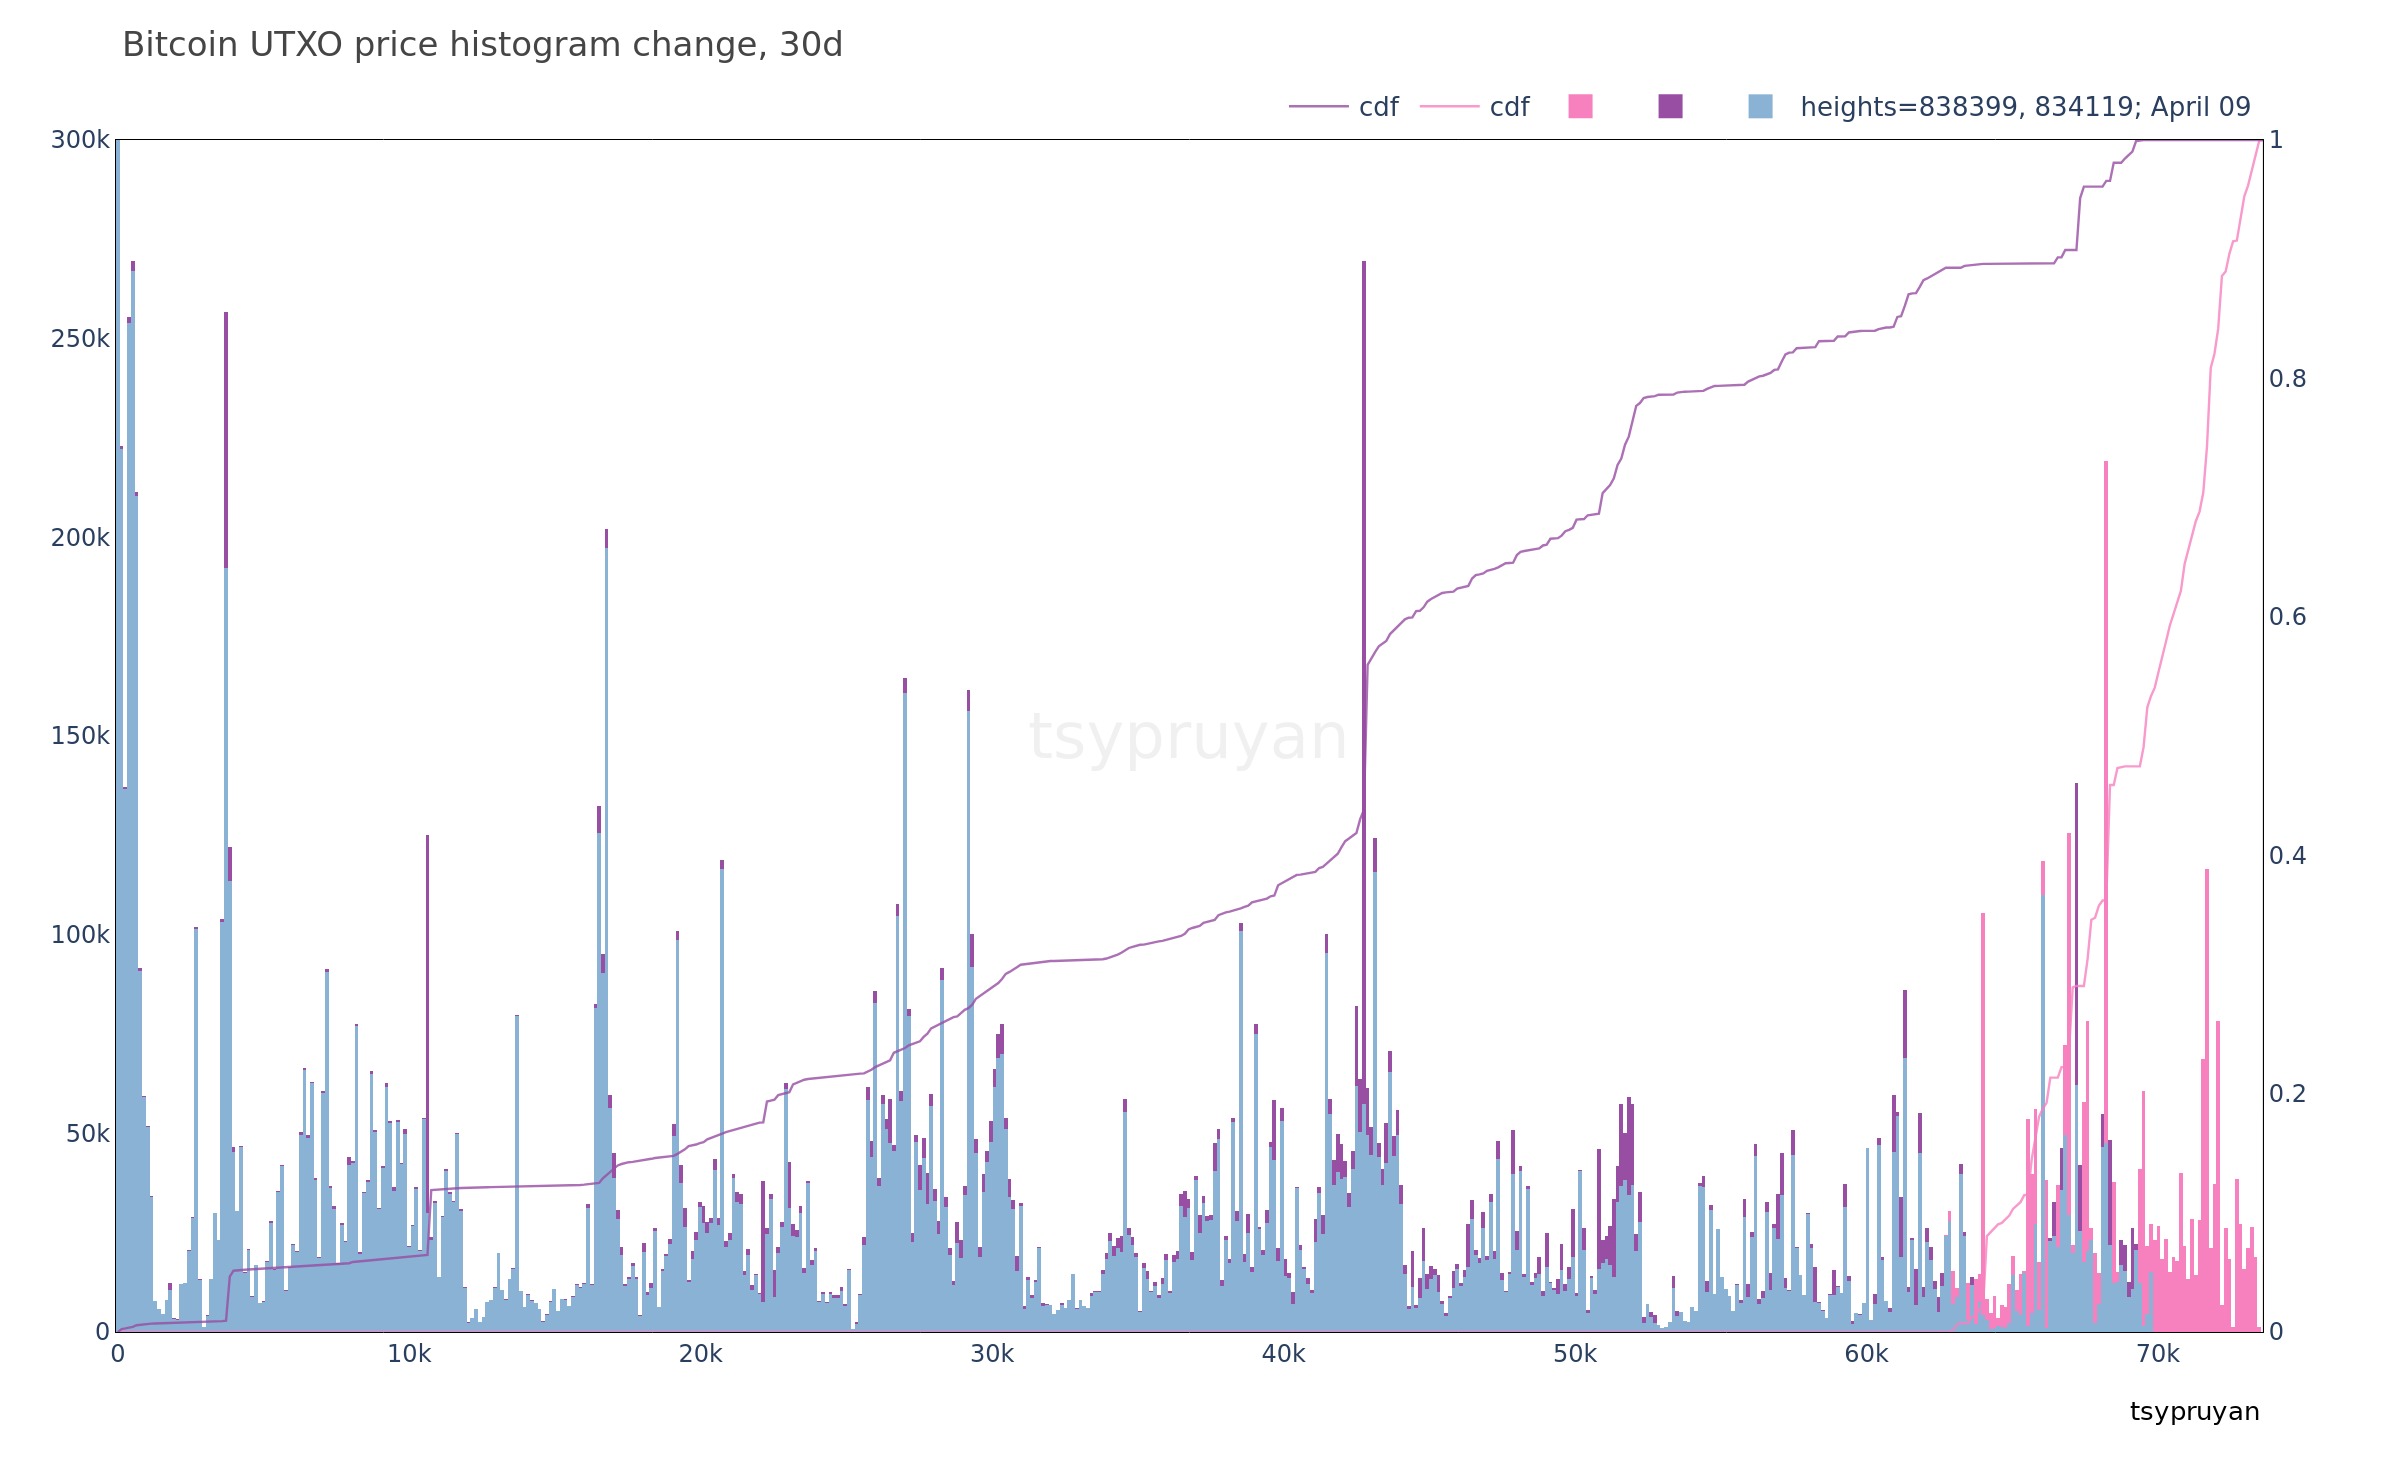 Bitcoin UTXO price histogram change, 30d
cdf cdf heights=838399, 834119; April 09
300k
250k
200k
150k
100k
50k
0
1
0.8
0.6
0.4
0.2
0
tsypruyan
0 10k 20k 30k 40k 50k 60k 70k
tsypruyan